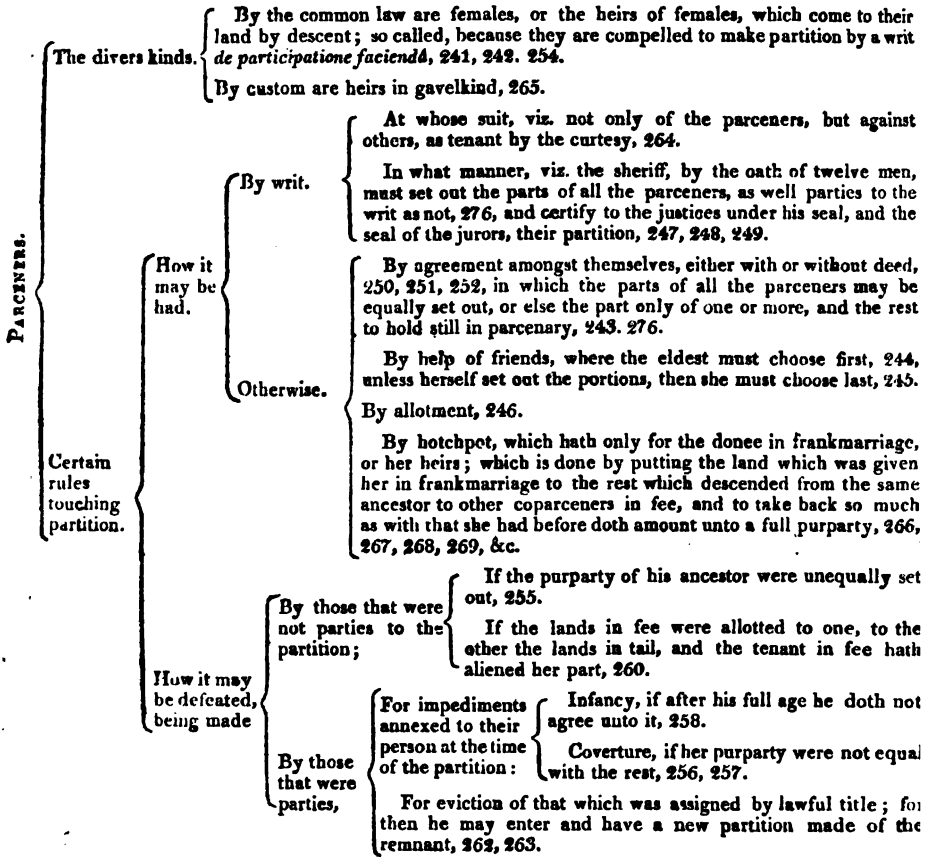 PARCENERS.
The divers kinds.
By the common law are females, or the heirs of females, which come to their
land by descent; so called, because they are compelled to make partition by a writ
de participatione faciendâ, 241, 242. 254.
By custom are heirs in gavelkind, 265.
Certain
rules
touching
partition.
How it
may be
had.
By writ.
At whose suit, viz. not only of the parceners, but against
others, as tenant by the curtesy, 264.
In what manner, viz. the sheriff, by the oath of twelve men,
must set out the parts of all the parceners, as well parties to the
writ as not, 276, and certify to the justices under his seal, and the
seal of the jurors, their partition, 247, 248, 249.
Otherwise.
By agreement amongst themselves, either with or without deed,
250, 251, 252, in which the parts of all the parceners may be
equally set out, or else the part only of one or more, and the rest
to hold still in parcenary, 243. 276.
By help of friends, where the eldest must choose first, 244,
unless herself set out the portions, then she must choose last, 245.
By allotment, 246.
By hotchpot, which hath only for the donee in frankmarriage,
or her heirs; which is done by putting the land which was given
her in frankmarriage to the rest which descended from the same
ancestor to other coparceners in fee, and to take back so much
as with that she had before doth amount unto a full purparty, 266,
267, 268, 269, &c.
How it may
be defeated,
being made
By those that were
not parties to the
partition;
If the purparty of his ancestor were unequally set
out, 255.
If the lands in fee were allotted to one, to the
other the lands in tail, and the tenant in fee hath
aliened her part, 260.
By those
that were
parties,
For impediments
annexed to their
person at the time
of the partition:
Infancy, if after his full age he doth not
agree unto it, 258.
Coverture, if her purparty were not equal
with the rest, 256, 257.
For eviction of that which was assigned by lawful title; for
then he may enter and have a new partition made of the
remnant, 262, 263.